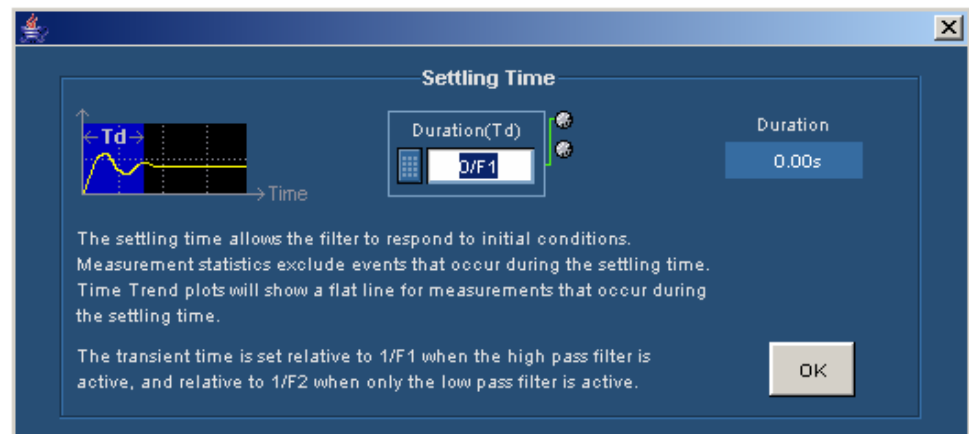 Settling Time
Td
Time
Duration(Td)
0/F1
Duration
0.00s
The settling time allows the filter to respond to initial conditions.
Measurement statistics exclude events that occur during the settling time.
Time Trend plots will show a flat line for measurements that occur during
the settling time.
The transient time is set relative to 1/F1 when the high pass filter is
active, and relative to 1/F2 when only the low pass filter is active.
OK